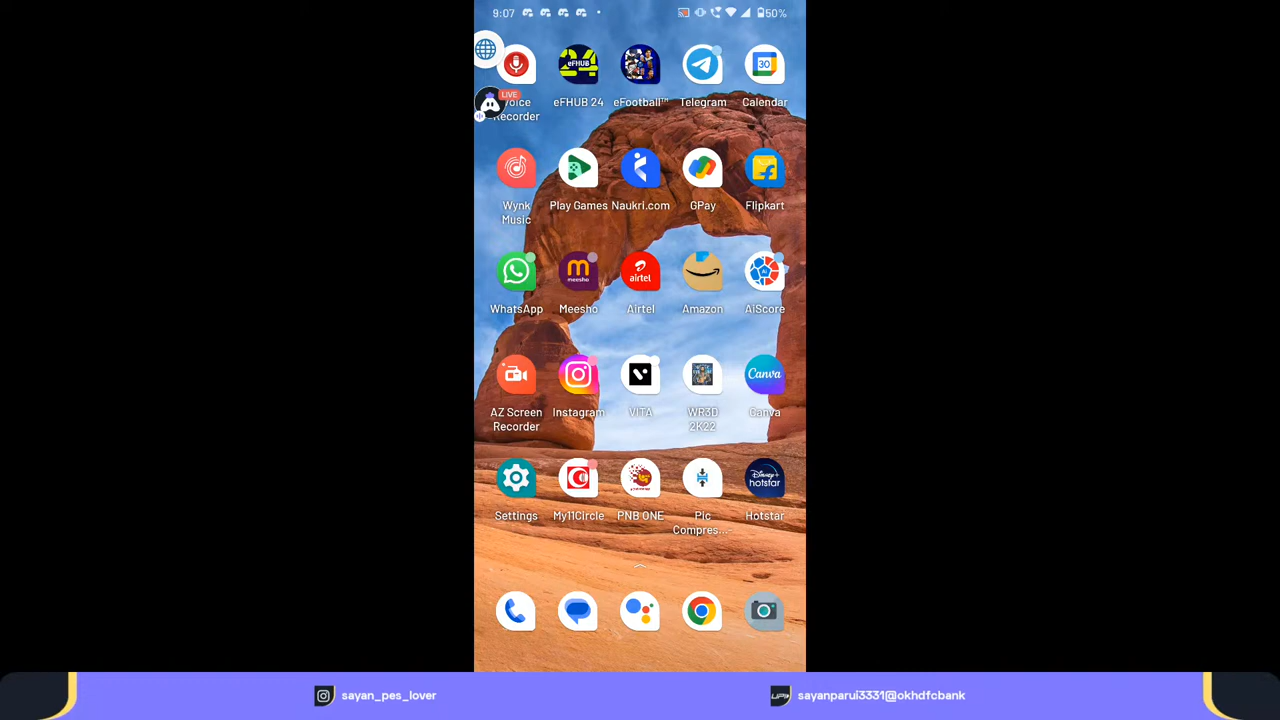 9:07 50%
LIVE
Voice Recorder
eFHUB 24
eFootball™
Telegram
Calendar
Wynk Music
Play Games
Naukri.com
GPay
Flipkart
WhatsApp
Meesho
Airtel
Amazon
AiScore
AZ Screen Recorder
Instagram
VITA
WR3D 2K22
Canva
Settings
My11Circle
PNB ONE
Pic Compres...
Hotstar
sayan_pes_lover
sayanparui3331@okhdfcbank